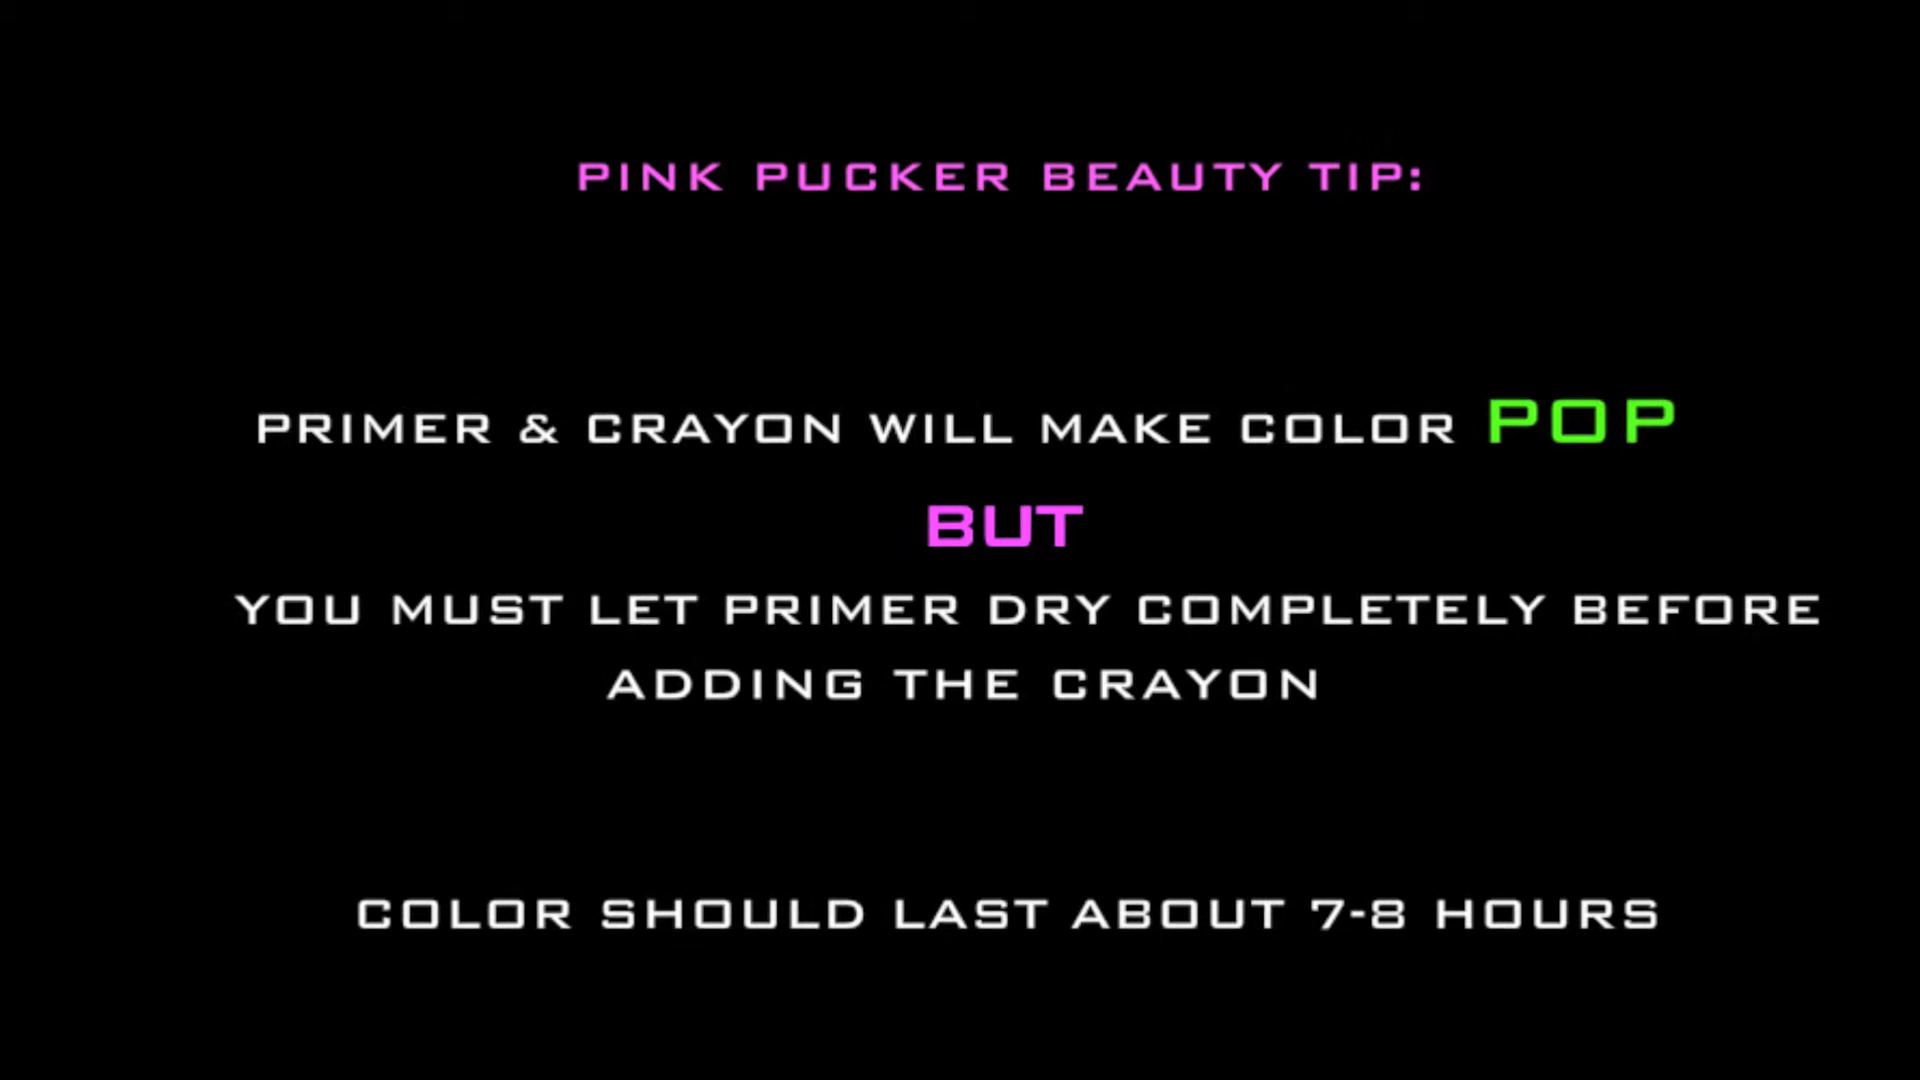 PINK PUCKER BEAUTY TIP:
PRIMER & CRAYON WILL MAKE COLOR POP
BUT
YOU MUST LET PRIMER DRY COMPLETELY BEFORE
ADDING THE CRAYON
COLOR SHOULD LAST ABOUT 7-8 HOURS